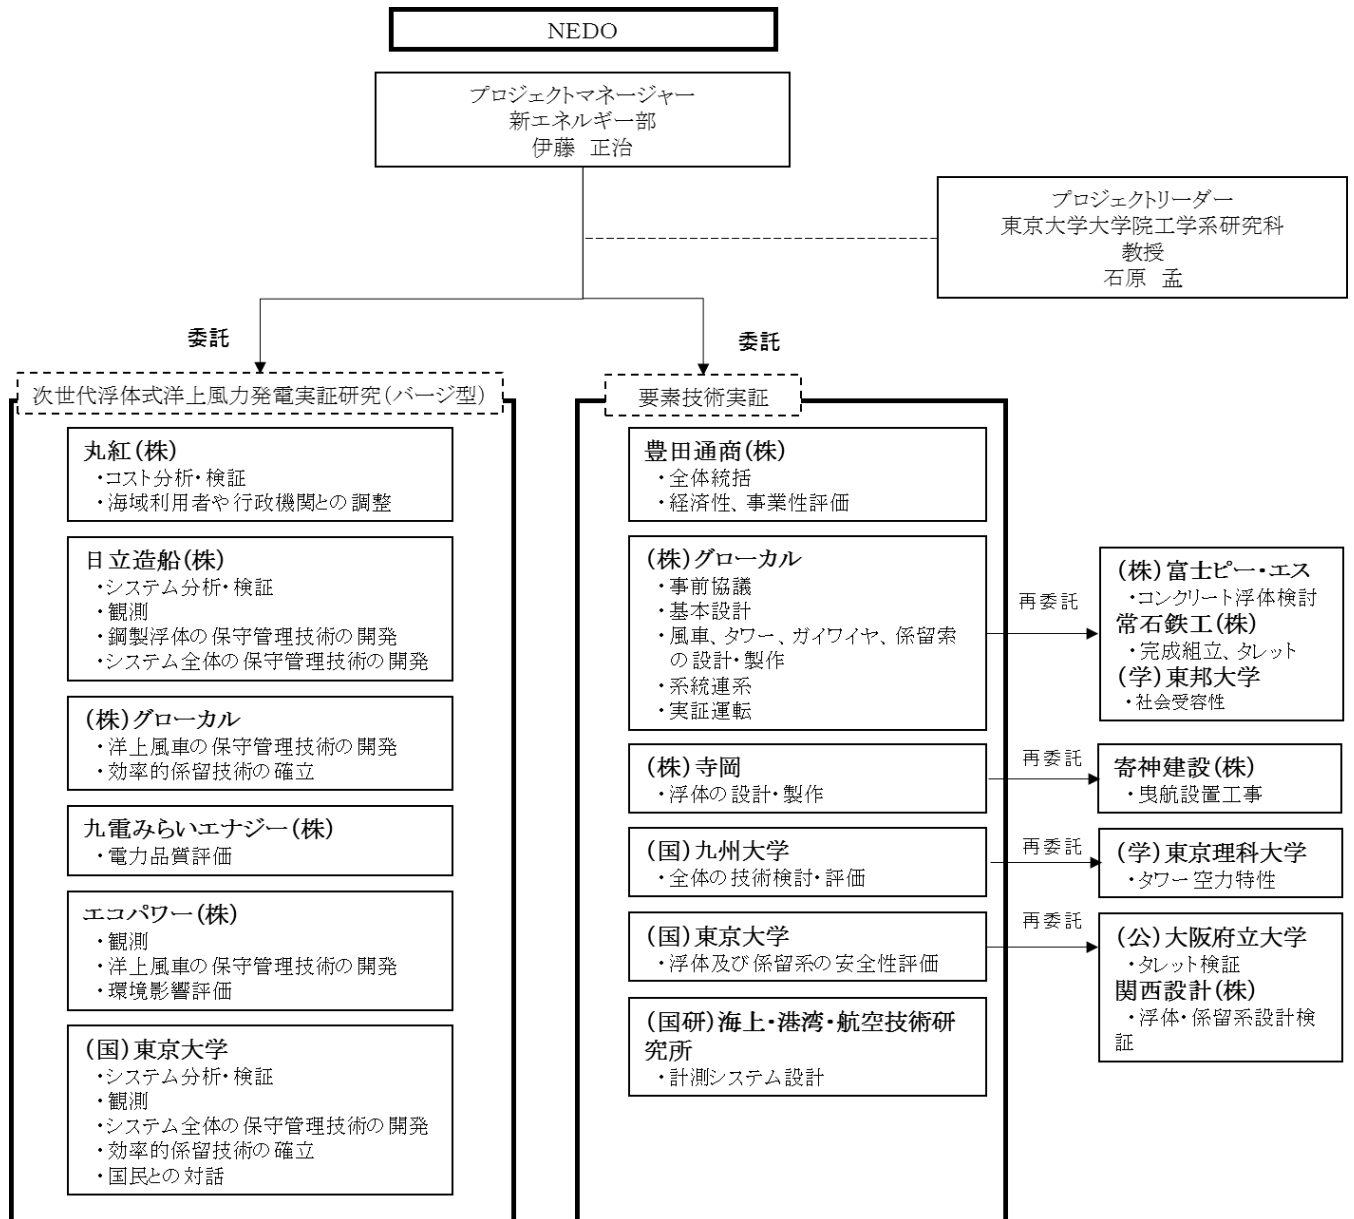 NEDO
プロジェクトマネージャー
新エネルギー部
伊藤　正治
プロジェクトリーダー
東京大学大学院工学系研究科
教授
石原　孟
委託
委託
次世代浮体式洋上風力発電実証研究(バージ型)
丸紅(株)
・コスト分析・検証
・海域利用者や行政機関との調整
日立造船(株)
・システム分析・検証
・観測
・鋼製浮体の保守管理技術の開発
・システム全体の保守管理技術の開発
(株)グローカル
・洋上風車の保守管理技術の開発
・効率的係留技術の確立
九電みらいエナジー(株)
・電力品質評価
エコパワー(株)
・観測
・洋上風車の保守管理技術の開発
・環境影響評価
(国)東京大学
・システム分析・検証
・観測
・システム全体の保守管理技術の開発
・効率的係留技術の確立
・国民との対話
要素技術実証
豊田通商(株)
・全体統括
・経済性、事業性評価
(株)グローカル
・事前協議
・基本設計
・風車、タワー、ガイワイヤ、係留索
の設計・製作
・系統連系
・実証運転
(株)寺岡
・浮体の設計・製作
(国)九州大学
・全体の技術検討・評価
(国)東京大学
・浮体及び係留系の安全性評価
(国研)海上・港湾・航空技術研
究所
・計測システム設計
再委託
(株)富士ピー・エス
・コンクリート浮体検討
常石鉄工(株)
・完成組立、タレット
(学)東邦大学
・社会受容性
再委託
寄神建設(株)
・曳航設置工事
再委託
(学)東京理科大学
・タワー空力特性
再委託
(公)大阪府立大学
・タレット検証
関西設計(株)
・浮体・係留系設計検
証